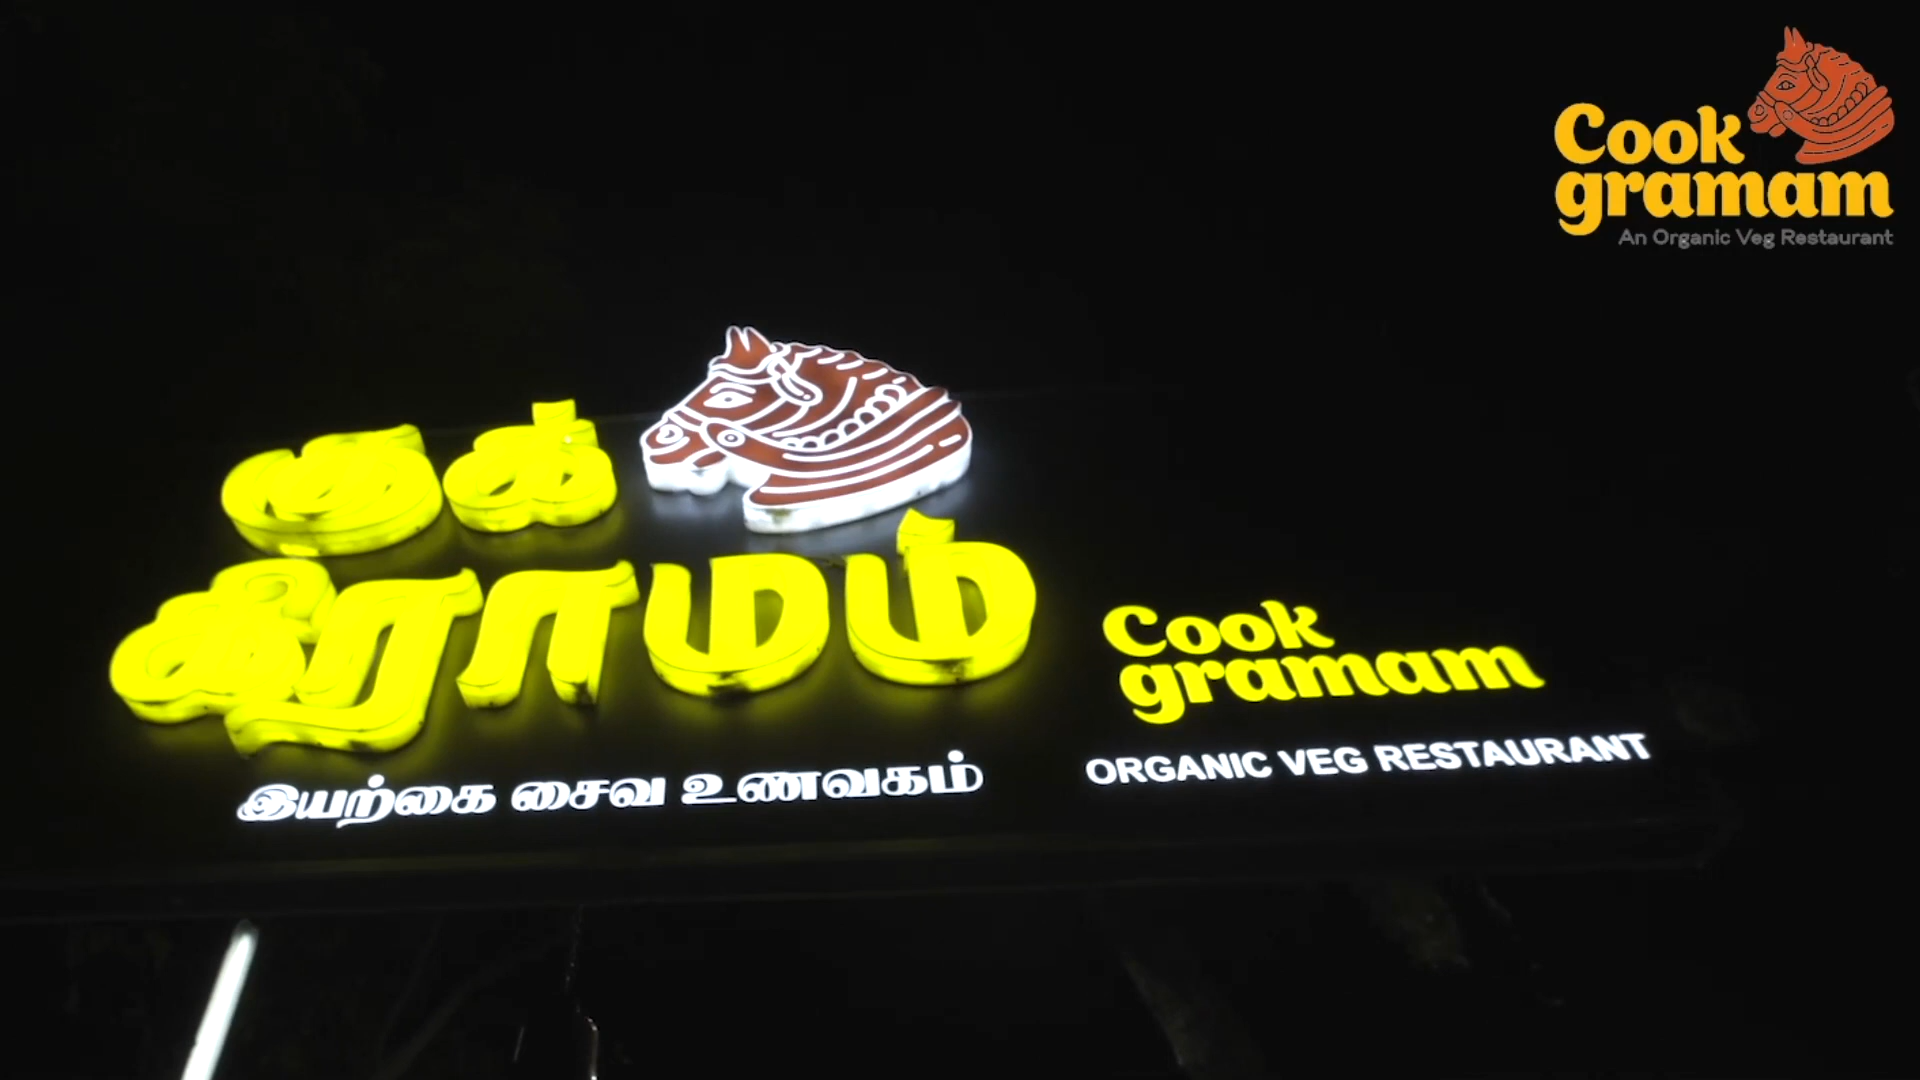 Cook
gramam
An Organic Veg Restaurant
குக்
கிராமம்
இயற்கை சைவ உணவகம்
Cook
gramam
ORGANIC VEG RESTAURANT